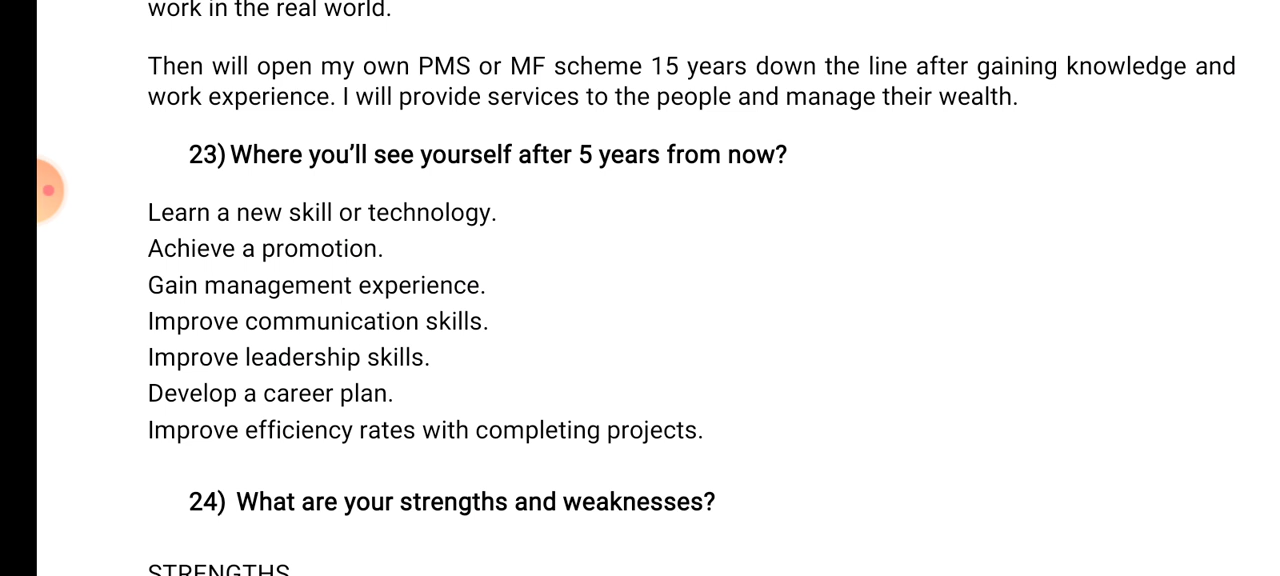 work in the real world.
Then will open my own PMS or MF scheme 15 years down the line after gaining knowledge and
work experience. I will provide services to the people and manage their wealth.
23) Where you’ll see yourself after 5 years from now?
Learn a new skill or technology.
Achieve a promotion.
Gain management experience.
Improve communication skills.
Improve leadership skills.
Develop a career plan.
Improve efficiency rates with completing projects.
24) What are your strengths and weaknesses?
STRENGTHS